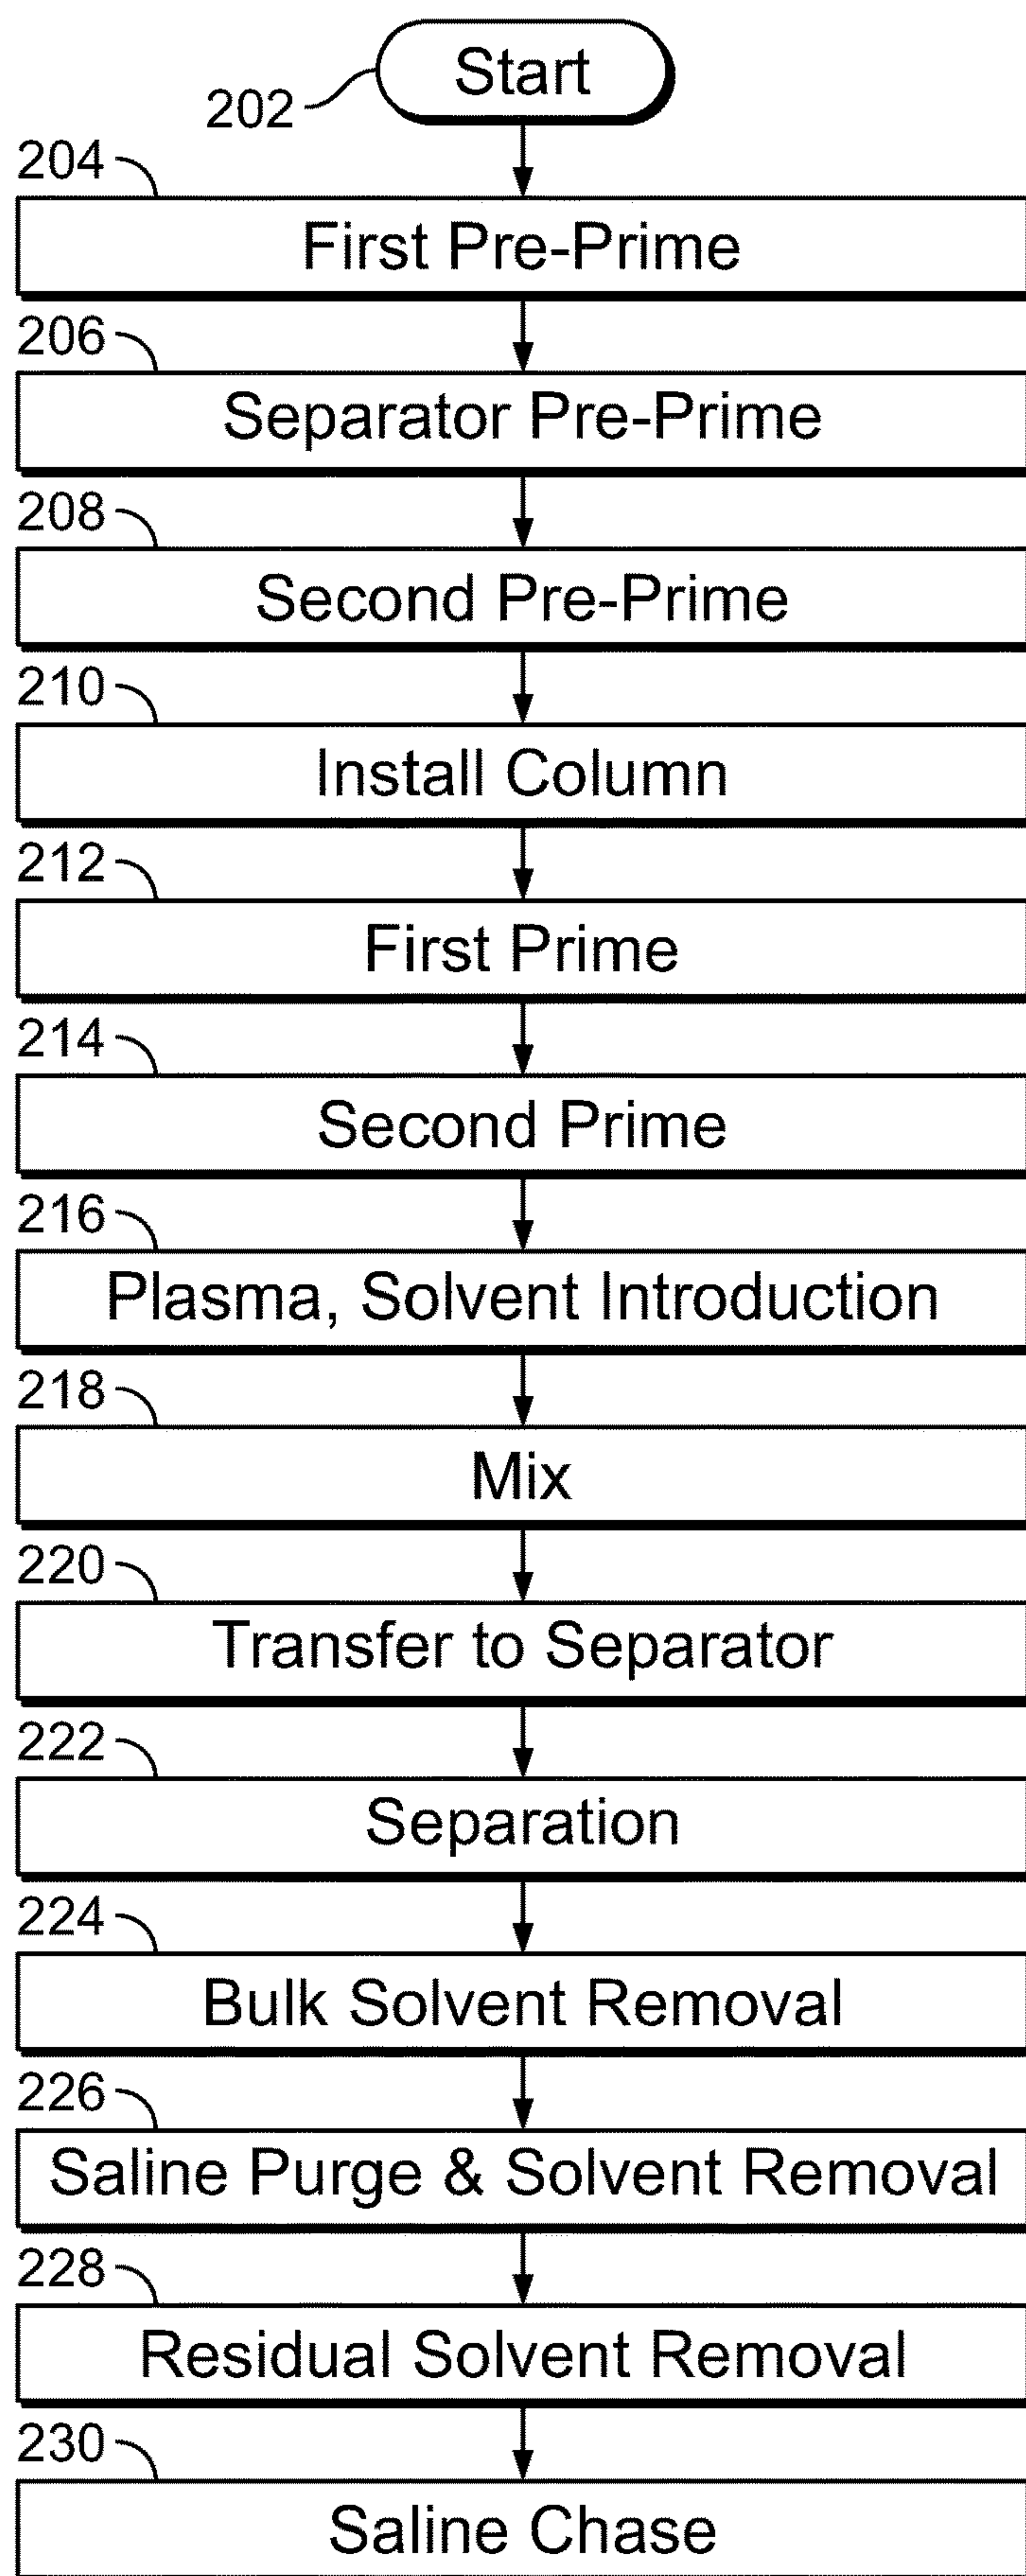 Start
202
204
First Pre-Prime
206
Separator Pre-Prime
208
Second Pre-Prime
210
Install Column
212
First Prime
214
Second Prime
216
Plasma, Solvent Introduction
218
Mix
220
Transfer to Separator
222
Separation
224
Bulk Solvent Removal
226
Saline Purge & Solvent Removal
228
Residual Solvent Removal
230
Saline Chase